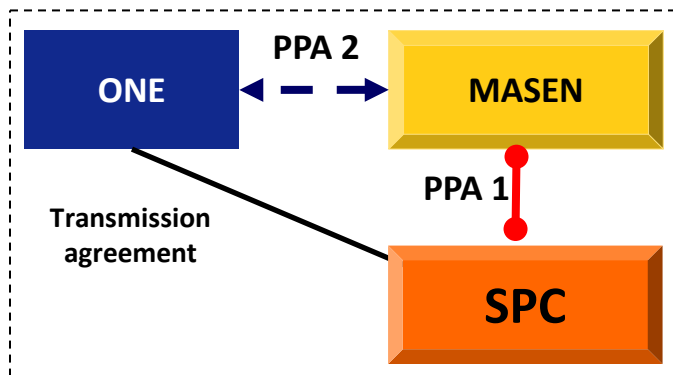 PPA 2
ONE
MASEN
PPA 1
Transmission
agreement
SPC